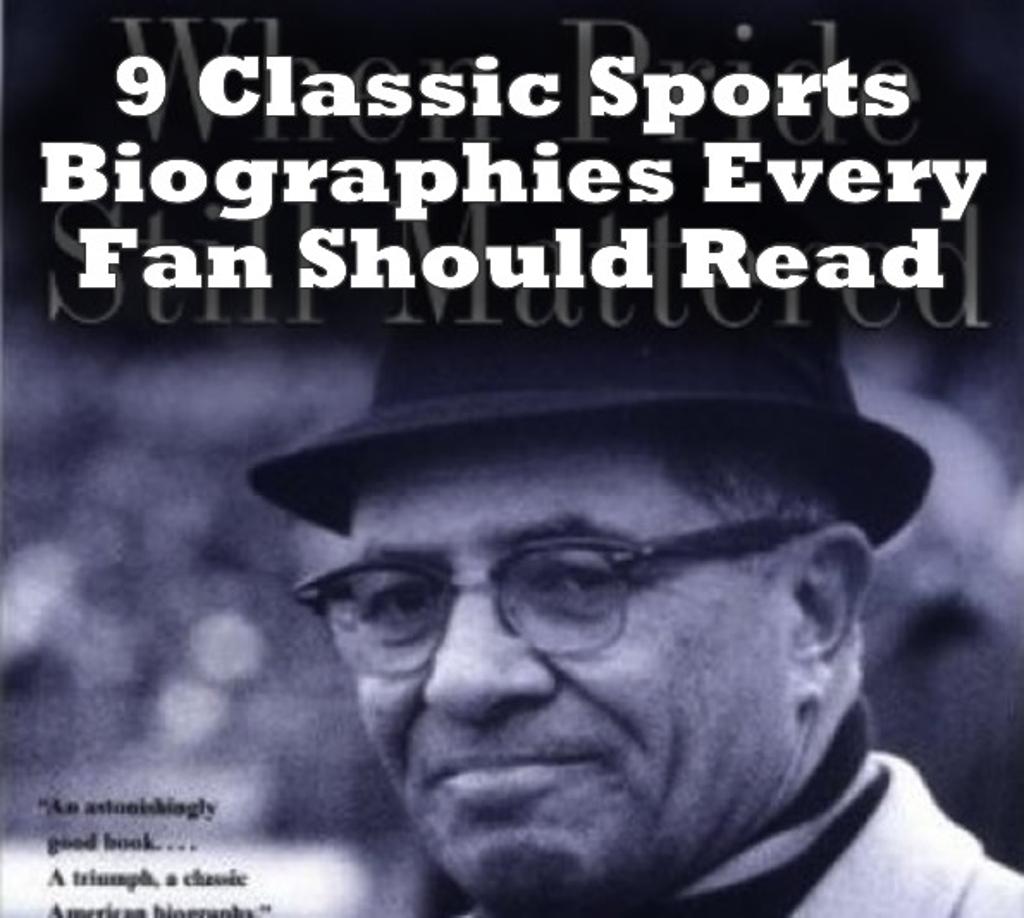 When Pride
9 Classic Sports
Biographies Every
Still Mattered
Fan Should Read
"An astonishingly
good book....
A triumph, a classic
American biography."